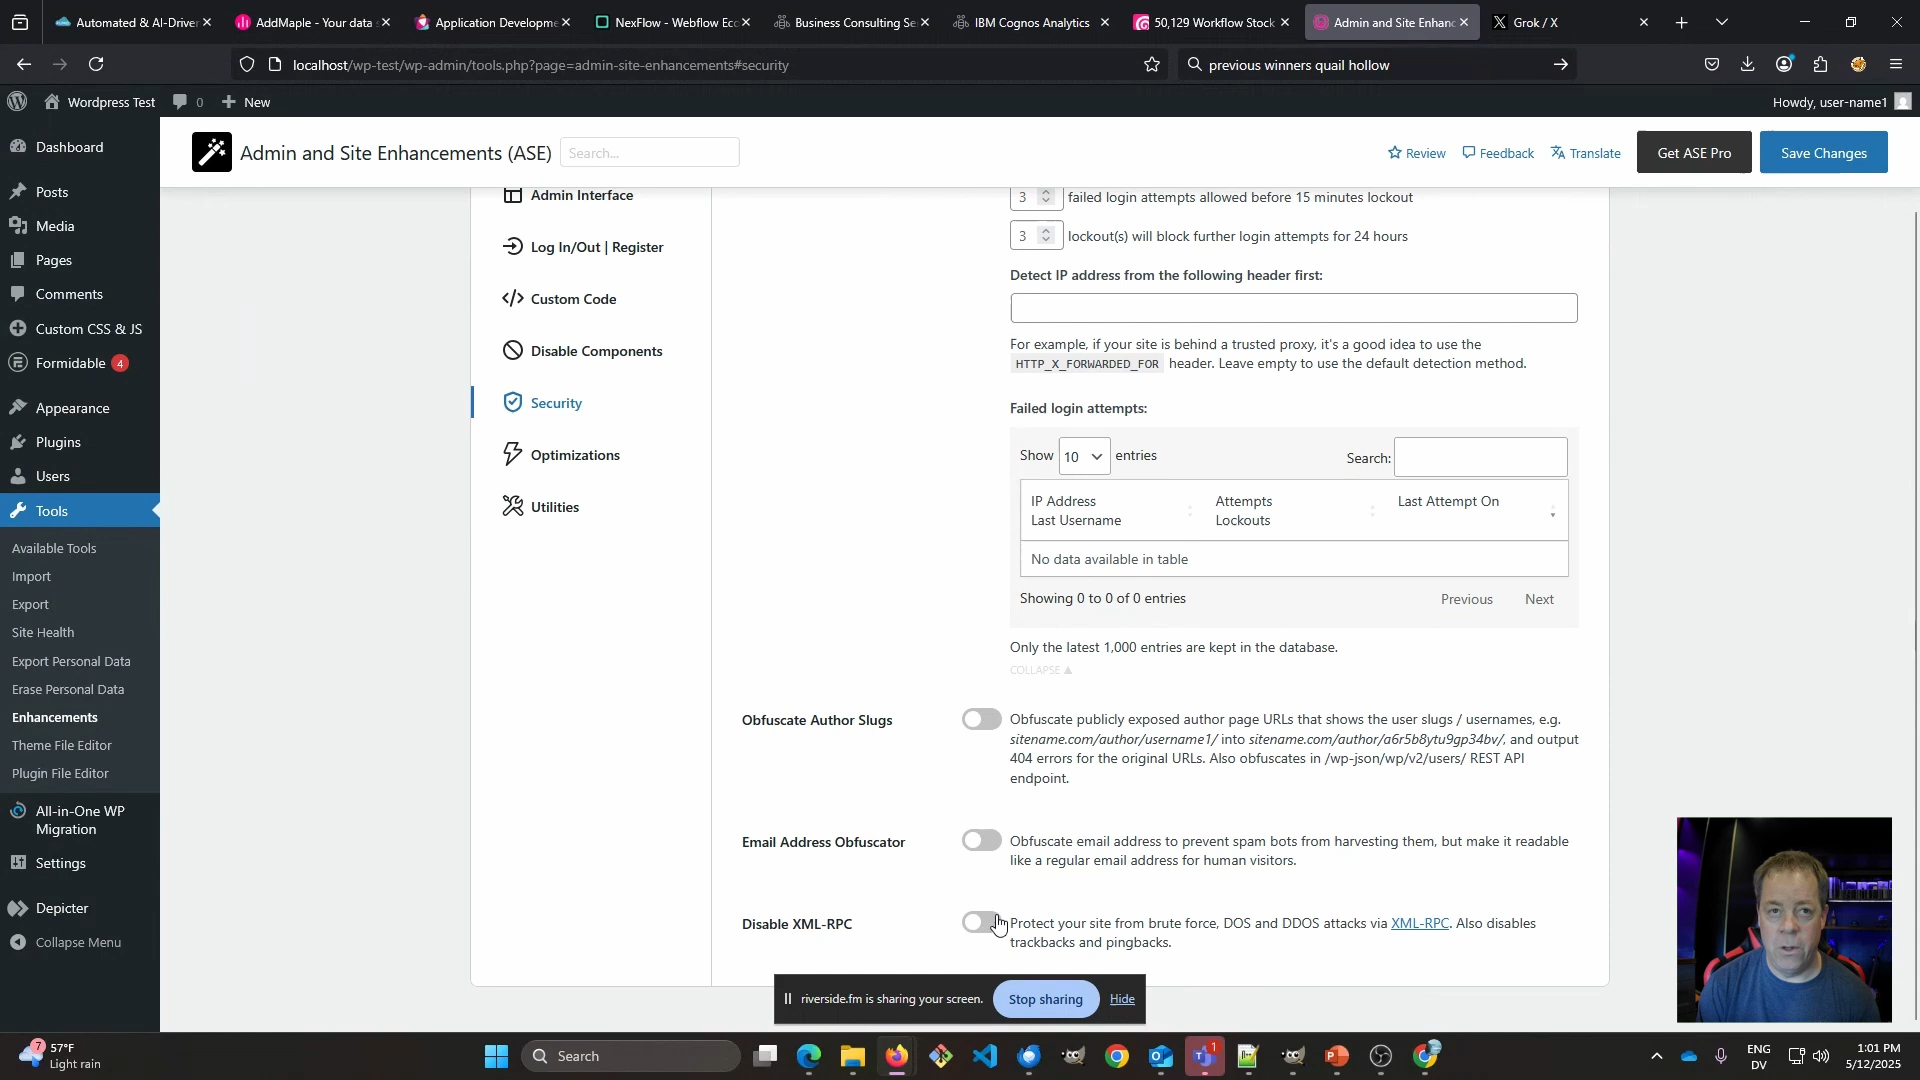 Automated & AI-Driver
AddMaple - Your data
Application Developme
NexFlow - Webflow Ecc
Business Consulting Se
IBM Cognos Analytics
50,129 Workflow Stock
Admin and Site Enhanc
Grok / X
localhost/wp-test/wp-admin/tools.php?page=admin-site-enhancements#security
previous winners quail hollow
Wordpress Test
0
New
Howdy, user-name1
Dashboard
Posts
Media
Pages
Comments
Custom CSS & JS
Formidable 4
Appearance
Plugins
Users
Tools
Available Tools
Import
Export
Site Health
Export Personal Data
Erase Personal Data
Enhancements
Theme File Editor
Plugin File Editor
All-in-One WP
Migration
Settings
Depicter
Collapse Menu
Admin and Site Enhancements (ASE)
Search...
Review
Feedback
Translate
Get ASE Pro
Save Changes
Admin Interface
Log In/Out | Register
Custom Code
Disable Components
Security
Optimizations
Utilities
3 failed login attempts allowed before 15 minutes lockout
3 lockout(s) will block further login attempts for 24 hours
Detect IP address from the following header first:
For example, if your site is behind a trusted proxy, it's a good idea to use the
HTTP_X_FORWARDED_FOR header. Leave empty to use the default detection method.
Failed login attempts:
Show 10 entries
Search:
IP Address
Last Username
Attempts
Lockouts
Last Attempt On
No data available in table
Showing 0 to 0 of 0 entries
Previous
Next
Only the latest 1,000 entries are kept in the database.
COLLAPSE ▲
Obfuscate Author Slugs
Obfuscate publicly exposed author page URLs that shows the user slugs / usernames, e.g.
sitename.com/author/username1/ into sitename.com/author/a6r5b8ytu9gp34bv/, and output
404 errors for the original URLs. Also obfuscates in /wp-json/wp/v2/users/ REST API
endpoint.
Email Address Obfuscator
Obfuscate email address to prevent spam bots from harvesting them, but make it readable
like a regular email address for human visitors.
Disable XML-RPC
Protect your site from brute force, DOS and DDOS attacks via XML-RPC. Also disables
trackbacks and pingbacks.
riverside.fm is sharing your screen.
Stop sharing
Hide
7
57°F
Light rain
Search
1
ENG
DV
1:01 PM
5/12/2025